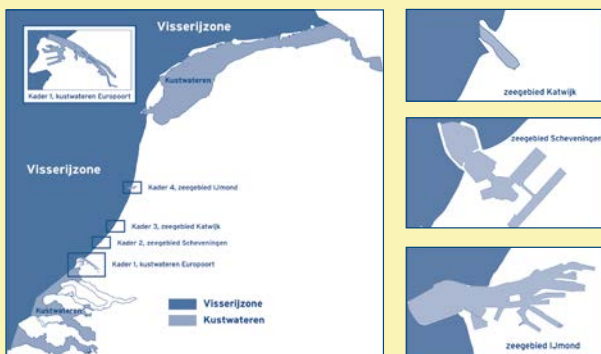 Visserijzone
Kader 1, kustwateren Europoort
Kustwateren
Visserijzone
Kader 4, zeegebied IJmond
Kader 3, zeegebied Katwijk
Kader 2, zeegebied Scheveningen
Kader 1, kustwateren Europoort
Kustwateren
Visserijzone
Kustwateren
zeegebied Katwijk
zeegebied Scheveningen
zeegebied IJmond